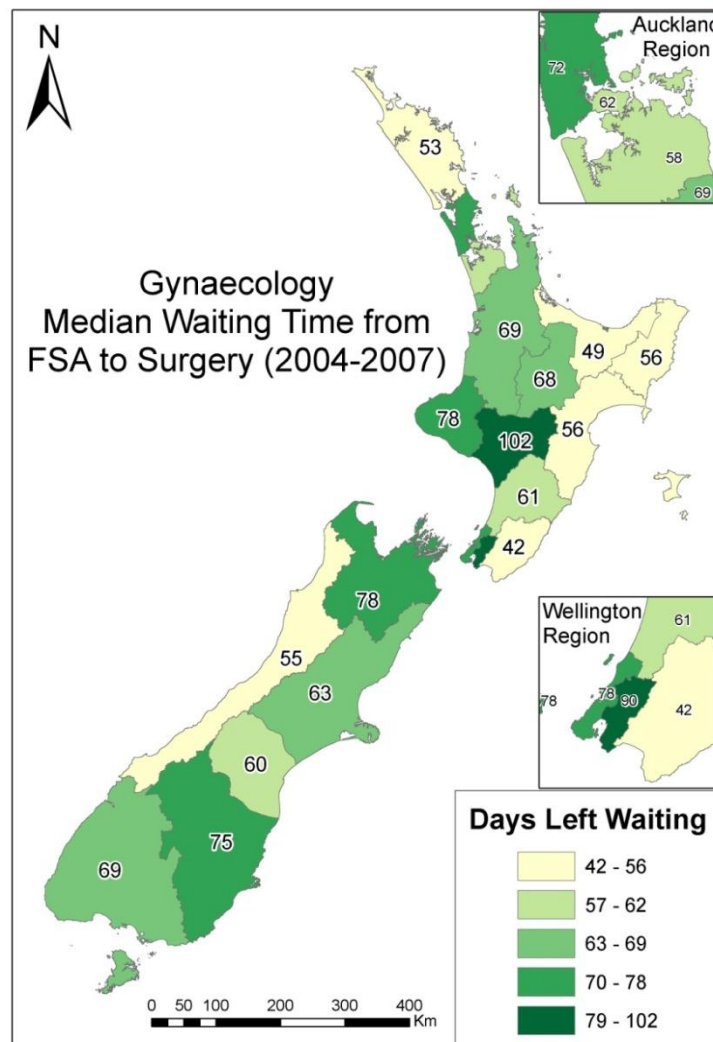 N
Auckland
Region
72
62
58
69
53
Gynaecology
Median Waiting Time from
FSA to Surgery (2004-2007)
69
49
56
68
78
102
56
61
42
78
55
63
60
75
69
Wellington
Region
61
78
78
90
42
Days Left Waiting
42 - 56
57 - 62
63 - 69
70 - 78
79 - 102
0 50 100 200 300 400
Km